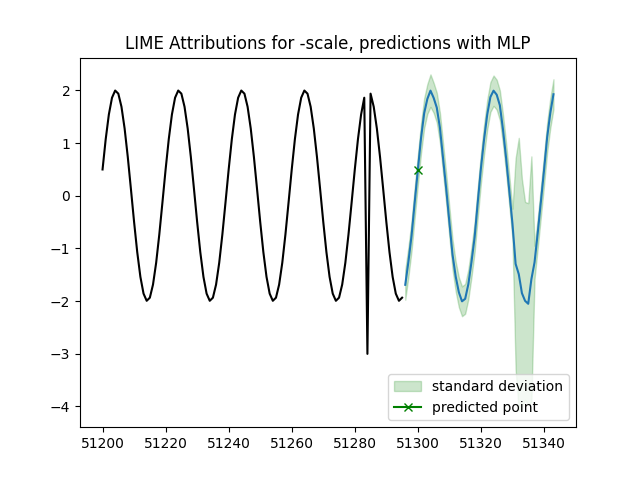 LIME Attributions for -scale, predictions with MLP
2
1
0
−1
−2
−3
−4
standard deviation
predicted point
51200 51220 51240 51260 51280 51300 51320 51340